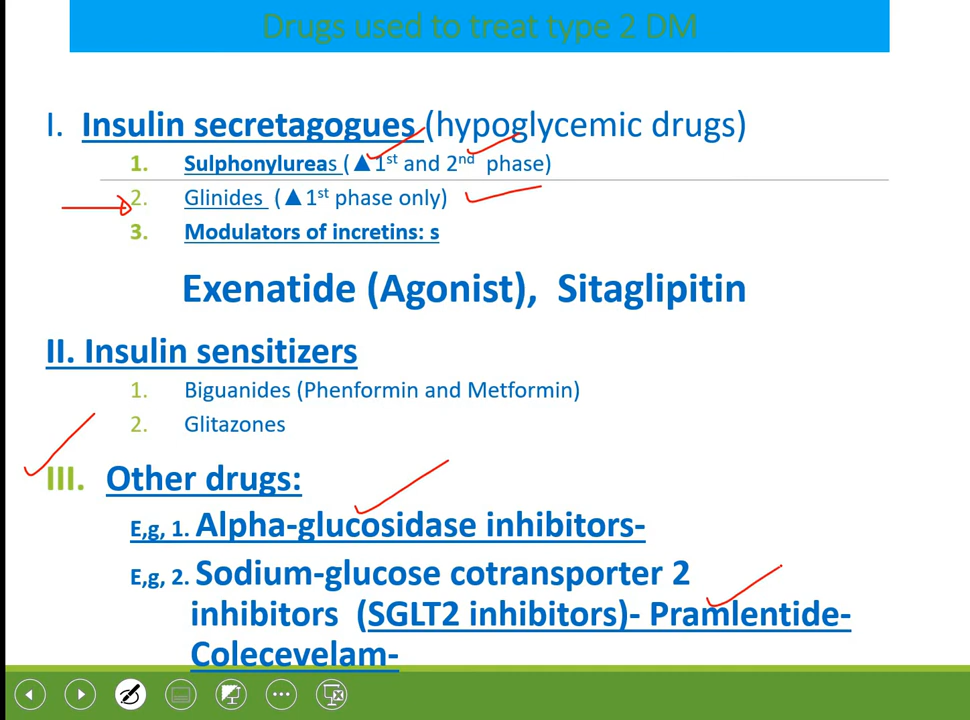 Drugs used to treat type 2 DM
I. Insulin secretagogues (hypoglycemic drugs)
1. Sulphonylureas (▲1st and 2nd phase)
2. Glinides (▲1st phase only)
3. Modulators of incretins: s
Exenatide (Agonist), Sitaglipitin
II. Insulin sensitizers
1. Biguanides (Phenformin and Metformin)
2. Glitazones
III. Other drugs:
E,g, 1. Alpha-glucosidase inhibitors-
E,g, 2. Sodium-glucose cotransporter 2
inhibitors (SGLT2 inhibitors)- Pramlentide-
Colecevelam-